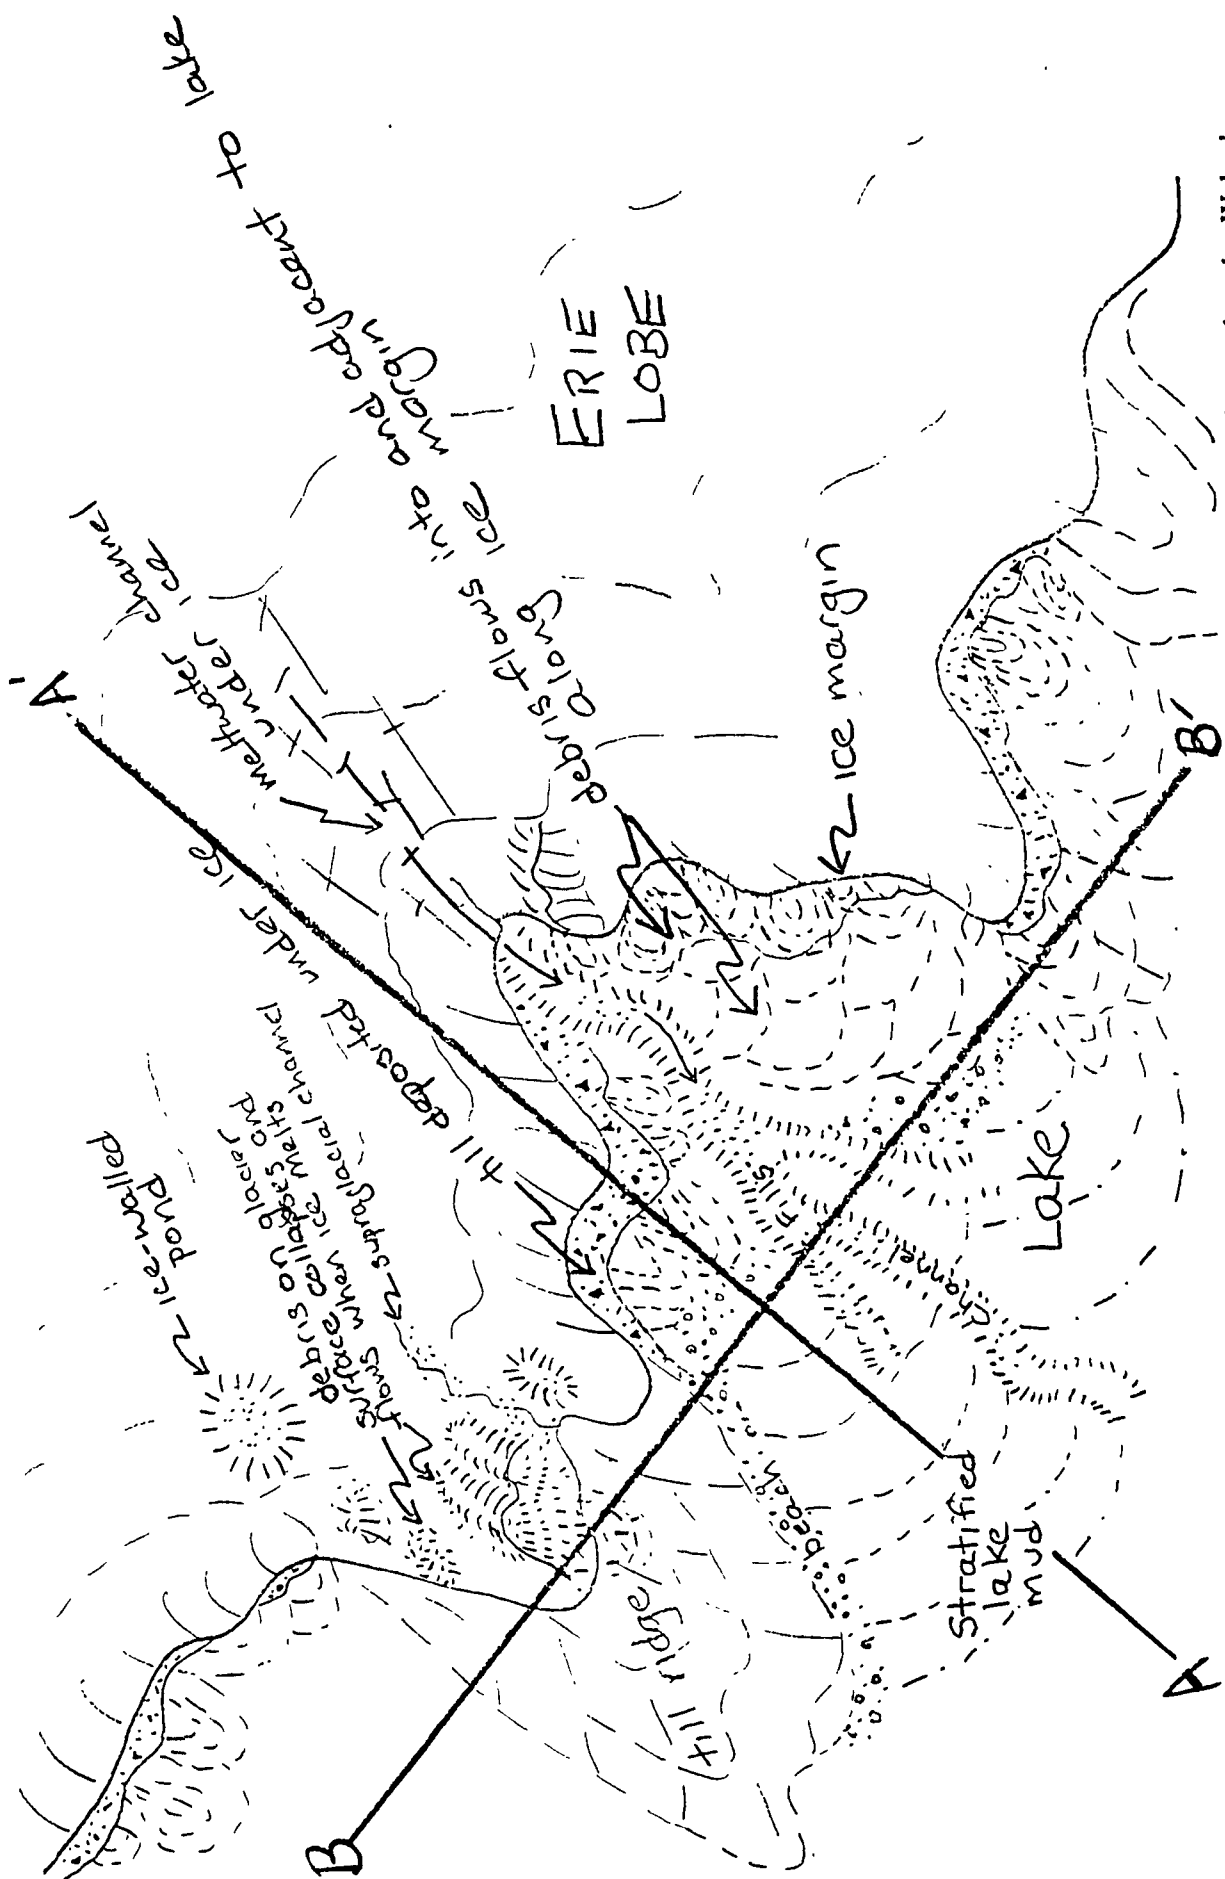 A'
meltwater channel
under ice
debris flows into and adjacent to lake
along ice margin
ERIE
LOBE
ice margin
ice-walled
pond
debris on glacier
surface collapses and
flows when ice melts
supraglacial channel
till deposited under ice
B
till ridge
beach
channel
fills
Lake
Stratified
lake
mud
A
B'